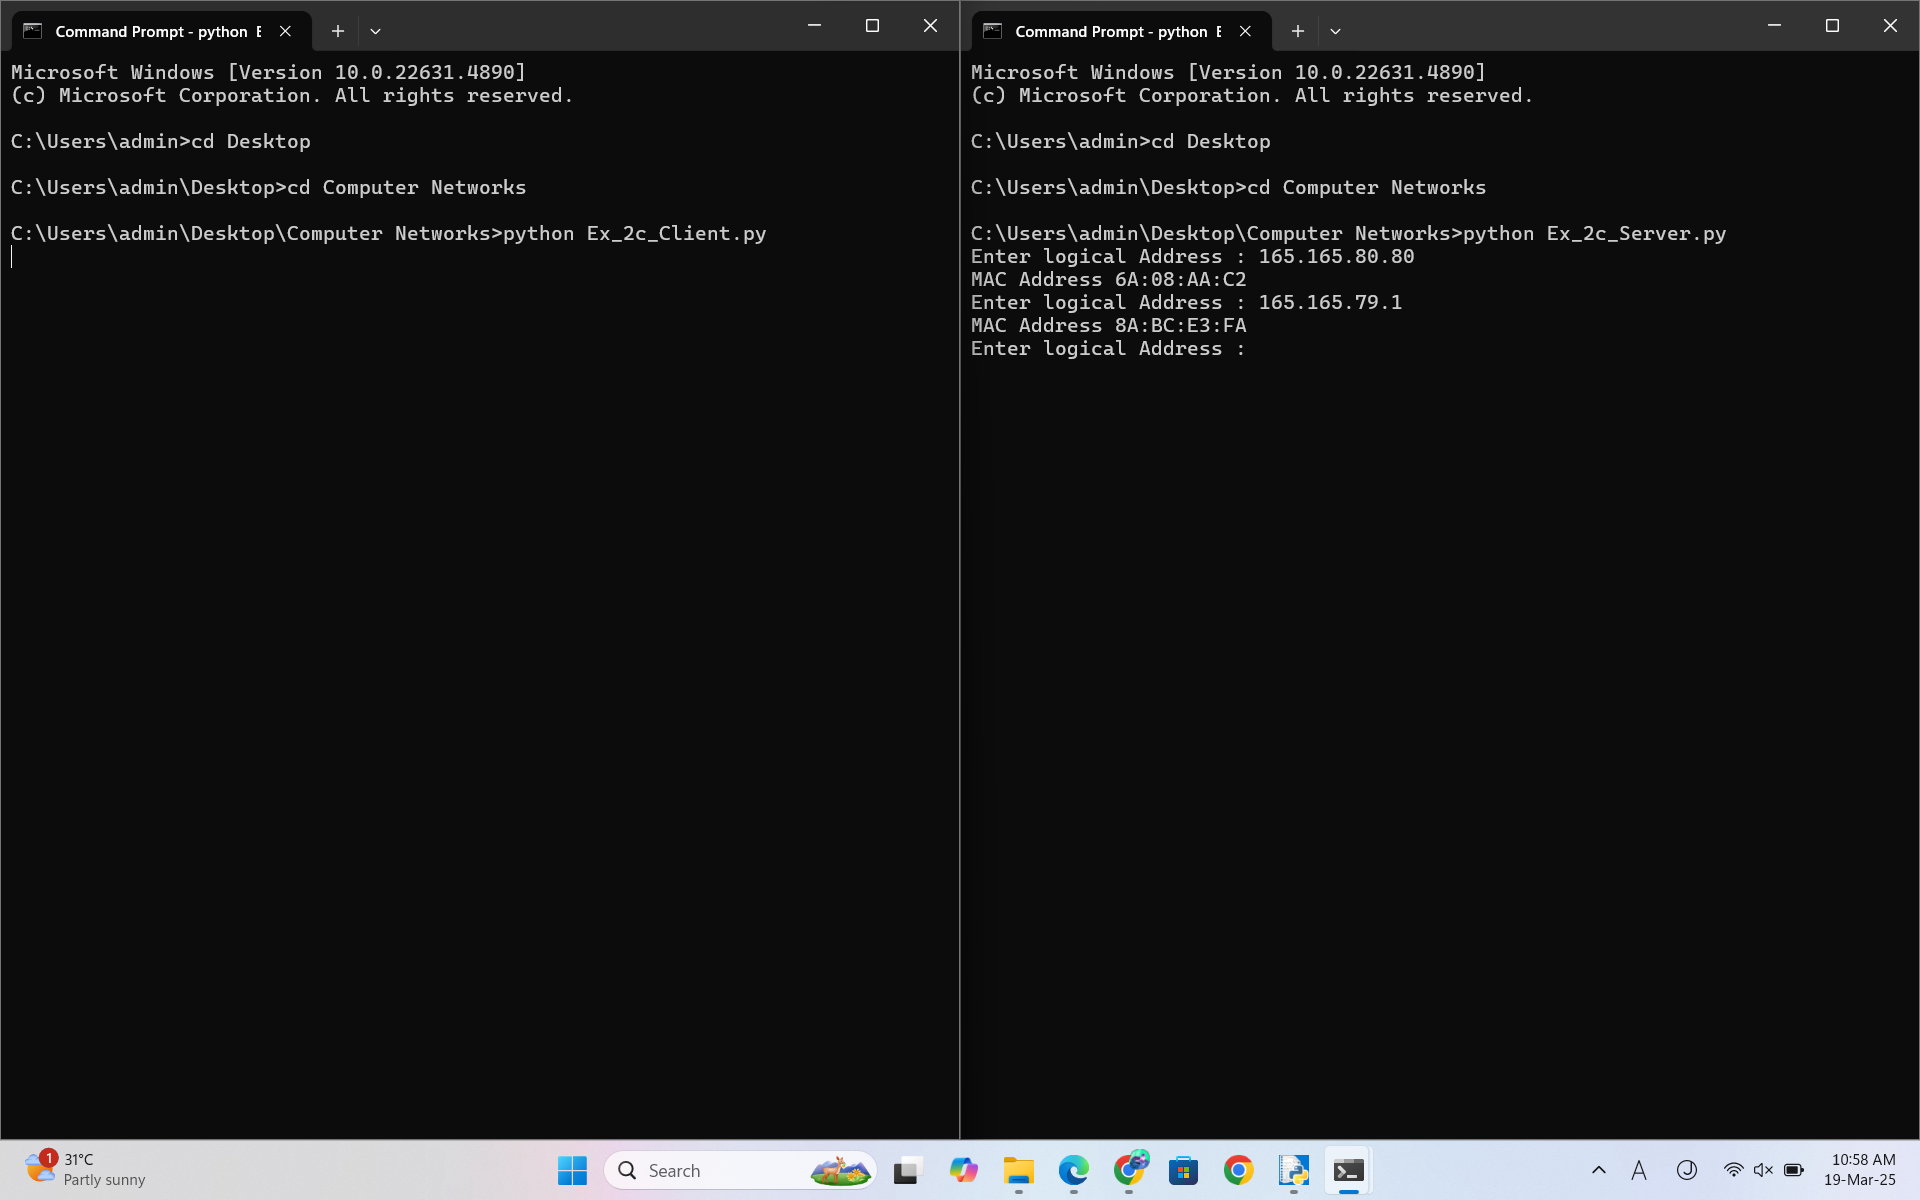 Command Prompt - python E
Microsoft Windows [Version 10.0.22631.4890]
(c) Microsoft Corporation. All rights reserved.
C:\Users\admin>cd Desktop
C:\Users\admin\Desktop>cd Computer Networks
C:\Users\admin\Desktop\Computer Networks>python Ex_2c_Client.py
Command Prompt - python E
Microsoft Windows [Version 10.0.22631.4890]
(c) Microsoft Corporation. All rights reserved.
C:\Users\admin>cd Desktop
C:\Users\admin\Desktop>cd Computer Networks
C:\Users\admin\Desktop\Computer Networks>python Ex_2c_Server.py
Enter logical Address : 165.165.80.80
MAC Address 6A:08:AA:C2
Enter logical Address : 165.165.79.1
MAC Address 8A:BC:E3:FA
Enter logical Address :
1
31°C
Partly sunny
Search
A
J
10:58 AM
19-Mar-25